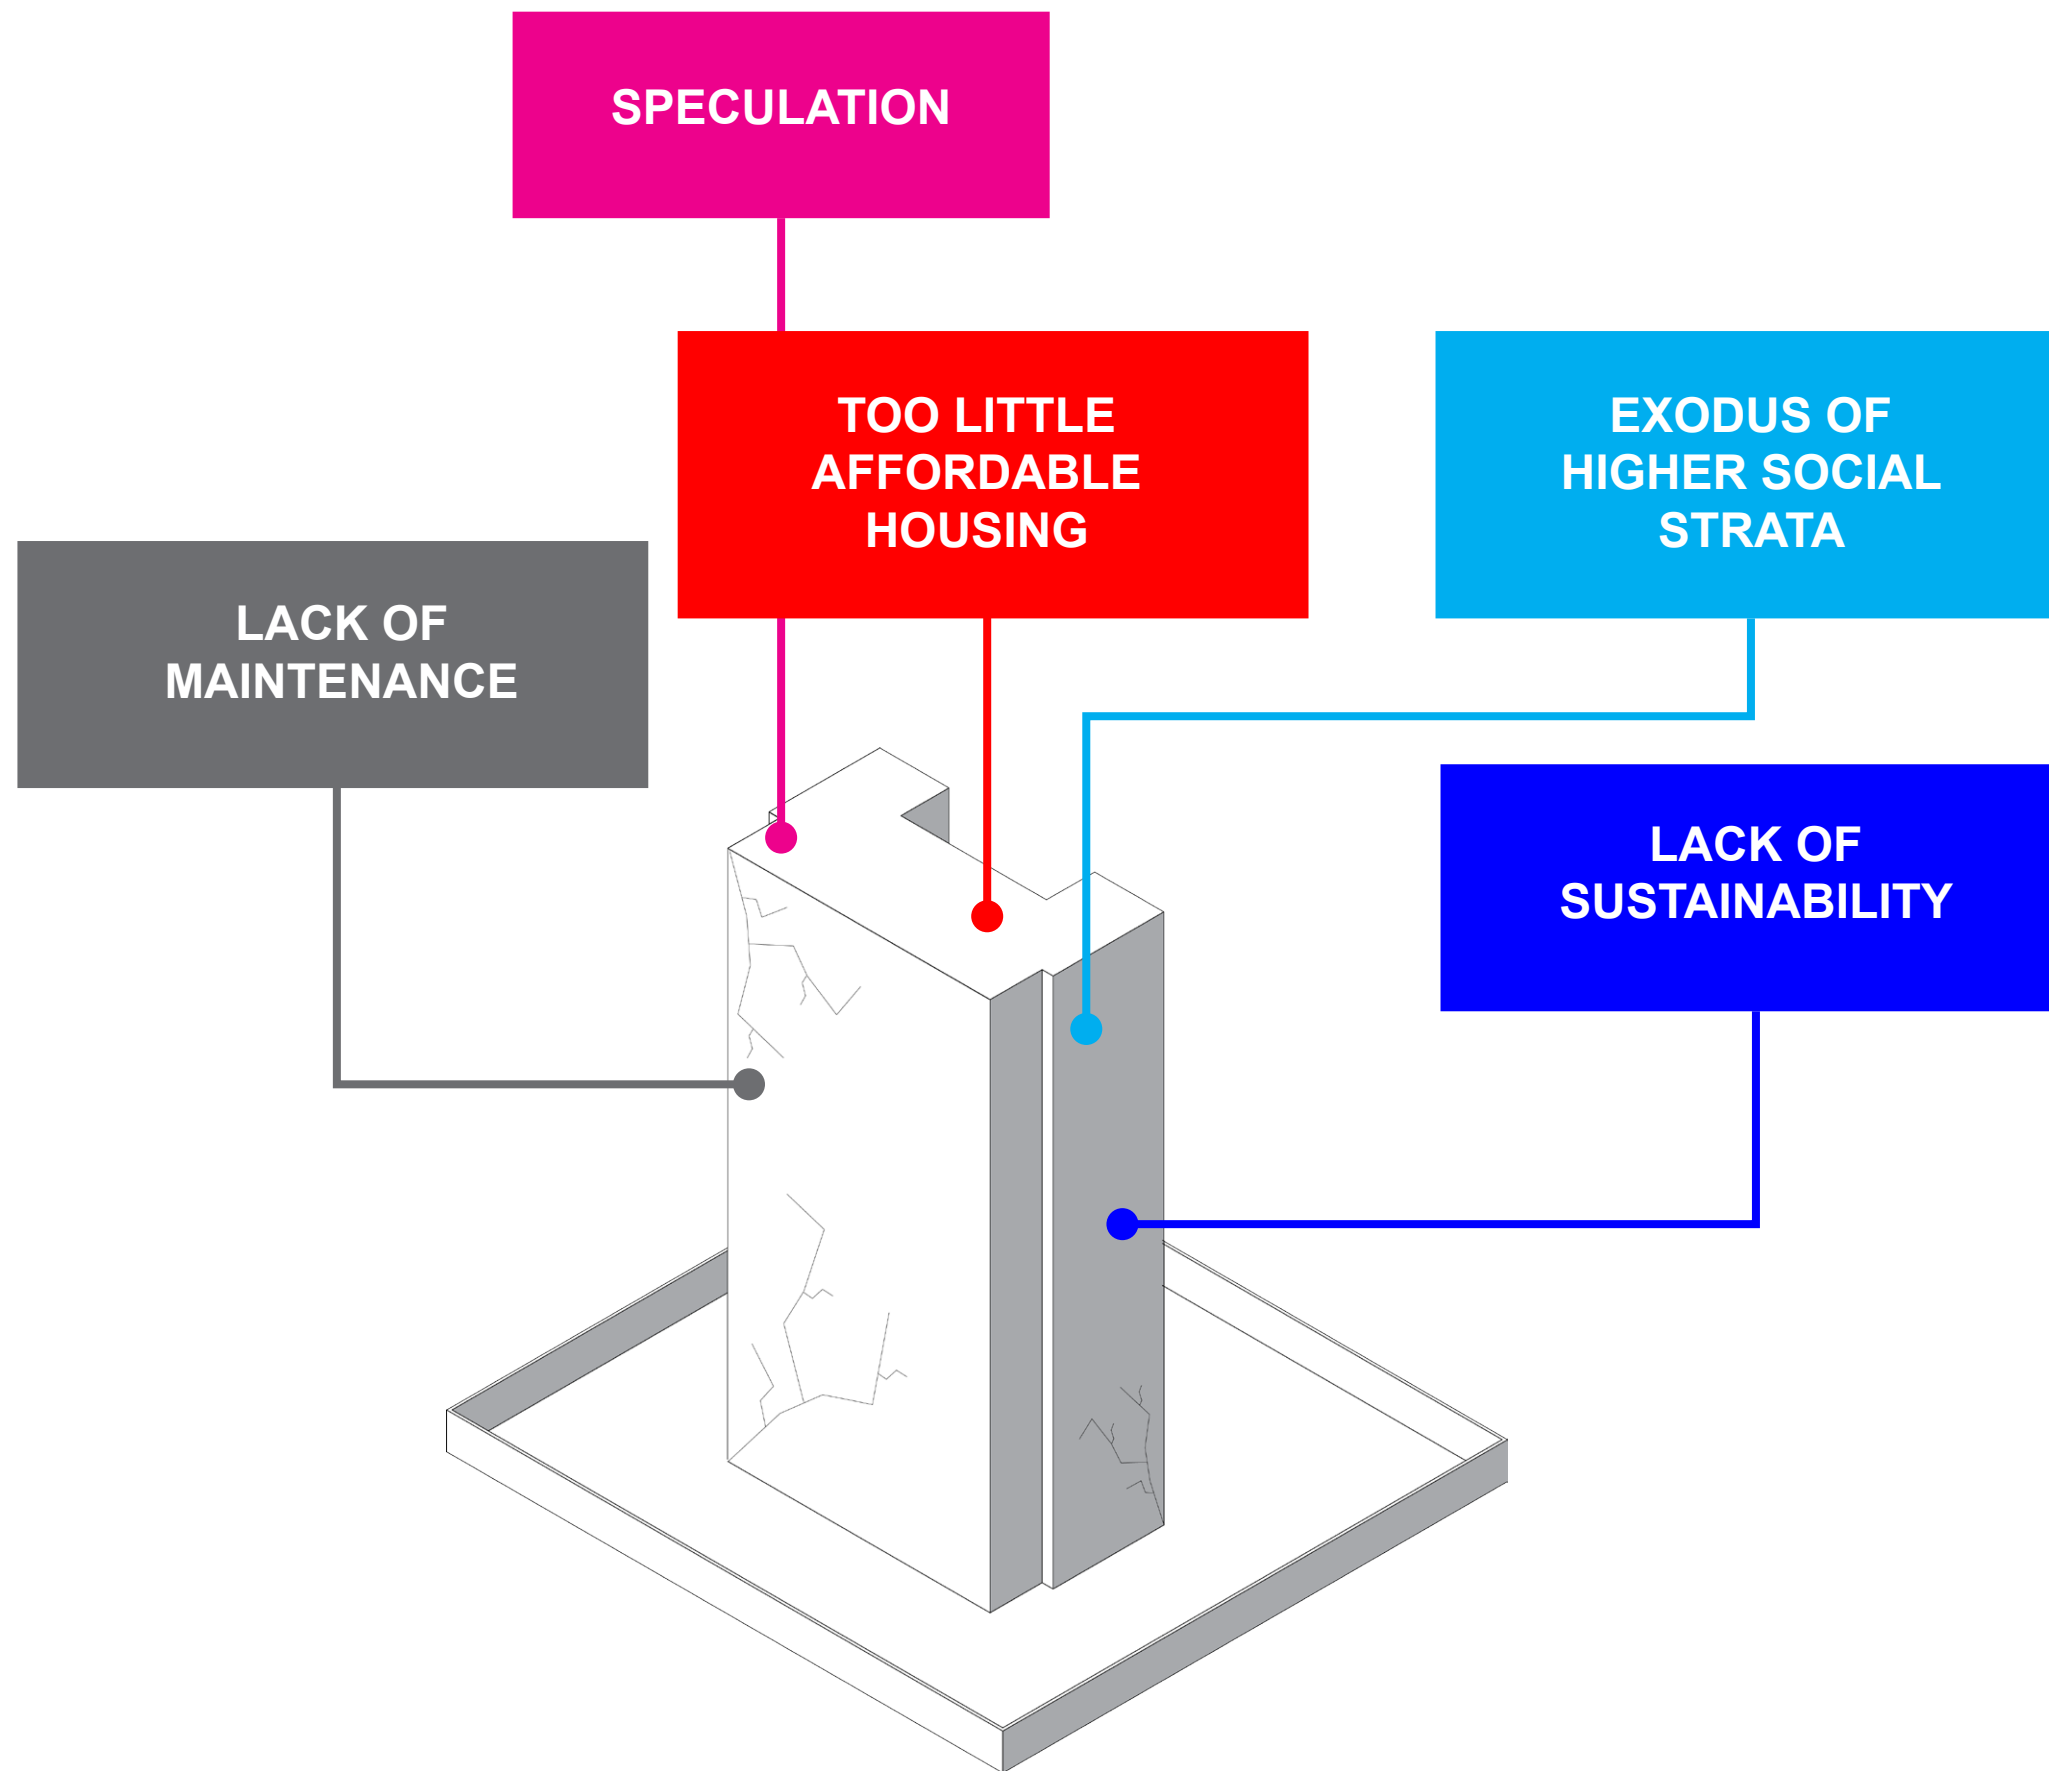 SPECULATION
TOO LITTLE
AFFORDABLE
HOUSING
EXODUS OF
HIGHER SOCIAL
STRATA
LACK OF
MAINTENANCE
LACK OF
SUSTAINABILITY